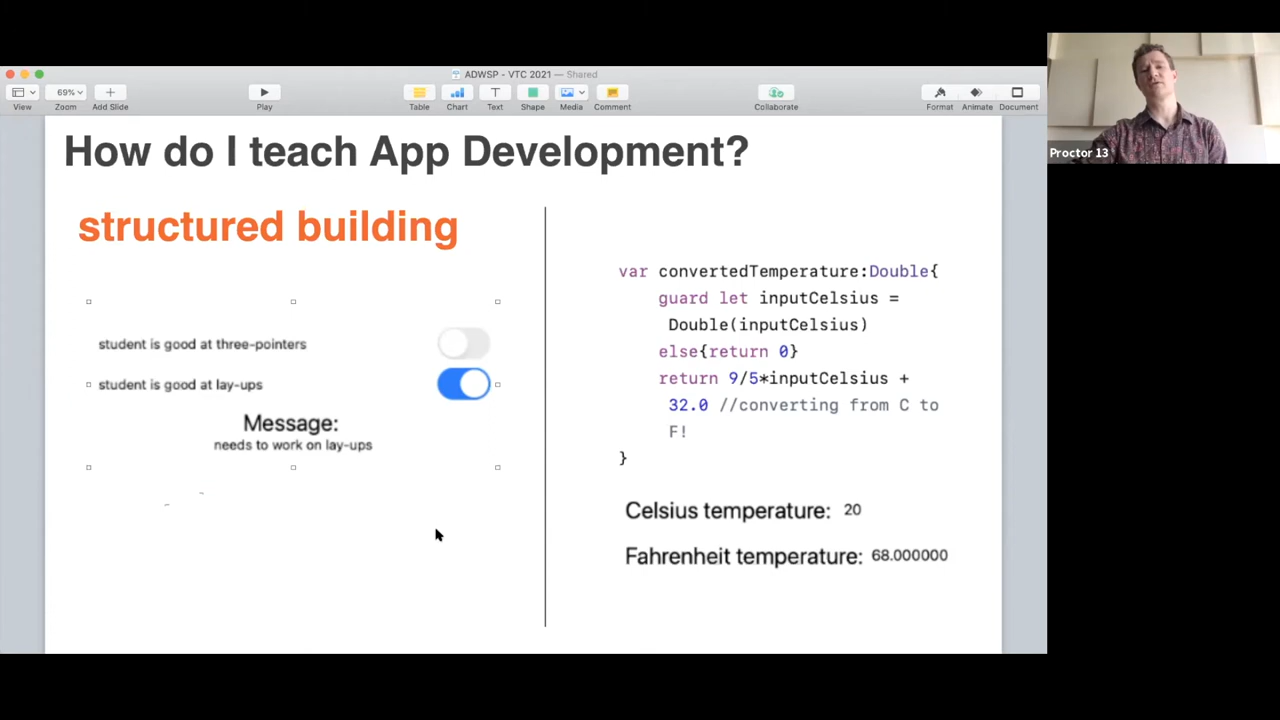 ADWSP - VTC 2021 — Shared
69%
View
Zoom
Add Slide
Play
Table
Chart
Text
Shape
Media
Comment
Collaborate
Format
Animate
Document
How do I teach App Development?
structured building
student is good at three-pointers
student is good at lay-ups
Message:
needs to work on lay-ups
var convertedTemperature:Double{
guard let inputCelsius =
Double(inputCelsius)
else{return 0}
return 9/5*inputCelsius +
32.0 //converting from C to
F!
}
Celsius temperature: 20
Fahrenheit temperature: 68.000000
Proctor 13